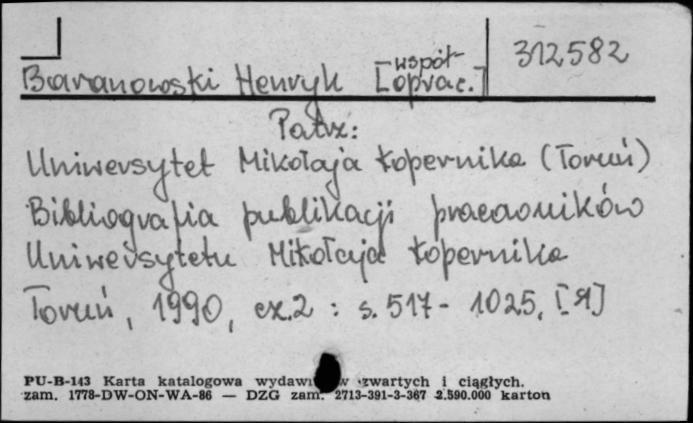 312582
Baranowski Henryk [współ-
oprac.]
Patrz:
Uniwersytet Mikołaja Kopernika (Toruń)
Bibliografia publikacji pracowników
Uniwersytetu Mikołaja Kopernika
Toruń, 1990, cz.2 : s. 517- 1025,
PU-B-143 Karta katalogowa zwartych i ciągłych.
zam. 1778-DW-ON-WA-86 — DZG zam. 2713-391-3-367 2.590.000 karton